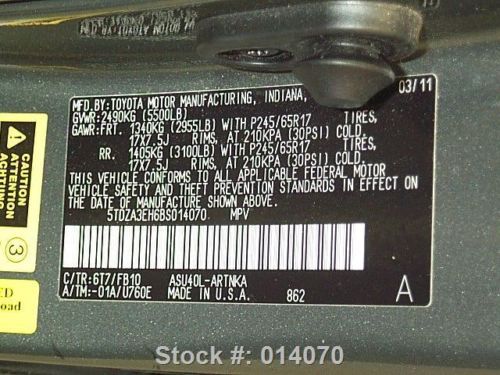 MFD.BY: TOYOTA MOTOR MANUFACTURING, INDIANA,
03/11
GVWR: 2490KG (5500LB)
GAWR:FRT. 1340KG (2955LB) WITH P245/65R17 TIRES,
17X7.5J RIMS, AT 210KPA (30PSI) COLD.
RR. 1405KG (3100LB) WITH P245/65R17 TIRES,
17X7.5J RIMS, AT 210KPA (30PSI) COLD.
THIS VEHICLE CONFORMS TO ALL APPLICABLE FEDERAL MOTOR
VEHICLE SAFETY AND THEFT PREVENTION STANDARDS IN EFFECT ON
THE DATE OF MANUFACTURE SHOWN ABOVE.
5TDZA3EH6BS014070 MPV
C/TR:6T7/FB10 ASU40L-ARTNKA
A/TM:-01A/U760E MADE IN U.S.A. 862
A
CAUTION
ATTENTION
3
oad
Stock #: 014070